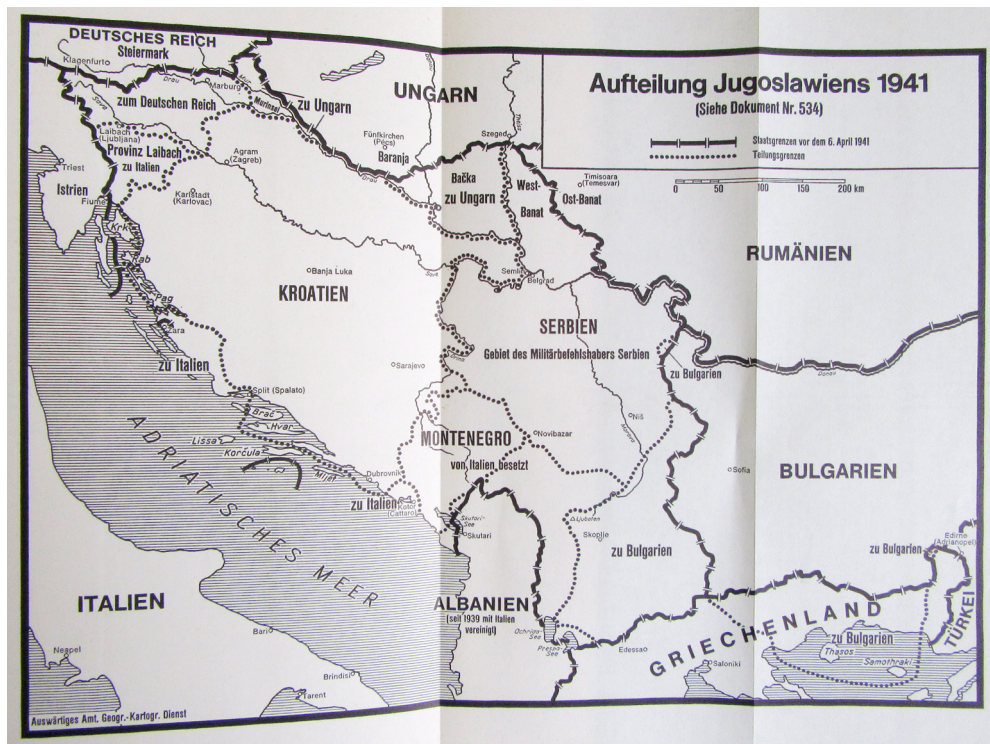 DEUTSCHES REICH
Steiermark
Klagenfurt
Drau
Marburg
Mur
Murinsel
zum Deutschen Reich
zu Ungarn
UNGARN
Theiss
Aufteilung Jugoslawiens 1941
(Siehe Dokument Nr. 534)
Staatsgrenzen vor dem 6. April 1941
Teilungsgrenzen
0 50 100 150 200 km
Save
Laibach
(Ljubljana)
Provinz Laibach
zu Italien
Agram
(Zagreb)
Fünfkirchen
(Pécs)
Baranja
Szeged
Drau
Triest
Istrien
Fiume
Karlstadt
(Karlovac)
Bačka
zu Ungarn
West-
Banat
Ost-Banat
Timisoara
(Temesvar)
Krk
Rab
Pag
Zara
zu Italien
Banja Luka
KROATIEN
Save
Semlin
Belgrad
RUMÄNIEN
SERBIEN
Gebiet des Militärbefehlshabers Serbien
Drina
Sarajevo
zu Bulgarien
Donau
Split (Spalato)
Brač
Hvar
Lissa
Korčula
Mljet
Dubrovnik
zu Italien
Kotor
(Cattaro)
MONTENEGRO
von Italien besetzt
Novibazar
Niš
Morava
Sofia
BULGARIEN
ADRIATISCHES MEER
Skutari-
See
Skutari
Ljuboten
Skoplje
zu Bulgarien
zu Bulgarien
Edirne
(Adrianopel)
TÜRKEI
ITALIEN
ALBANIEN
(seit 1939 mit Italien
vereinigt)
Ochrida-
See
Prespa-
See
Edessa
GRIECHENLAND
zu Bulgarien
Thasos
Samothraki
Saloniki
Bari
Neapel
Brindisi
Tarent
Auswärtiges Amt, Geogr.-Kartogr. Dienst